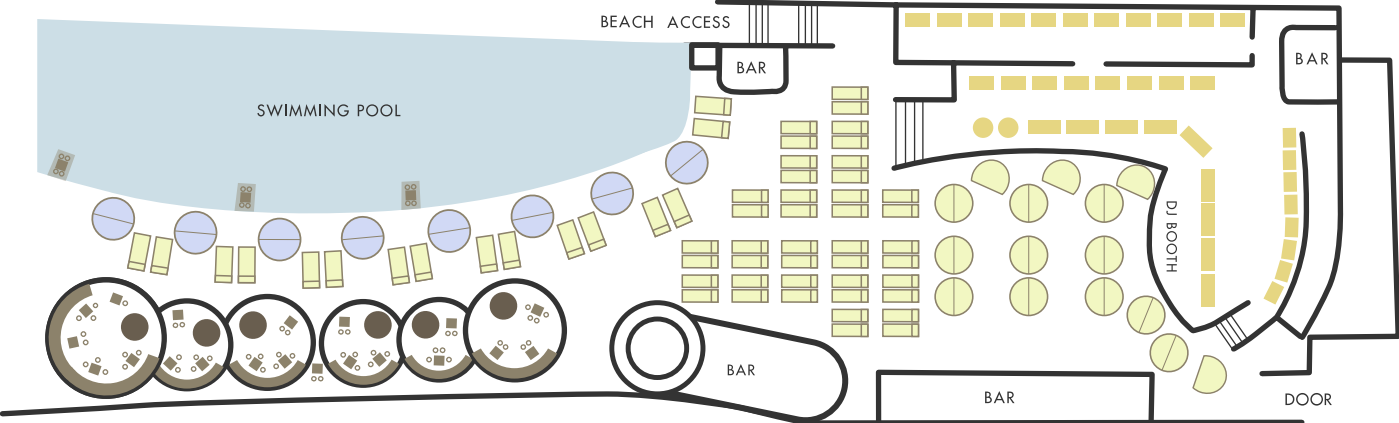 BEACH ACCESS
BAR
BAR
SWIMMING POOL
DJ BOOTH
BAR
BAR
DOOR